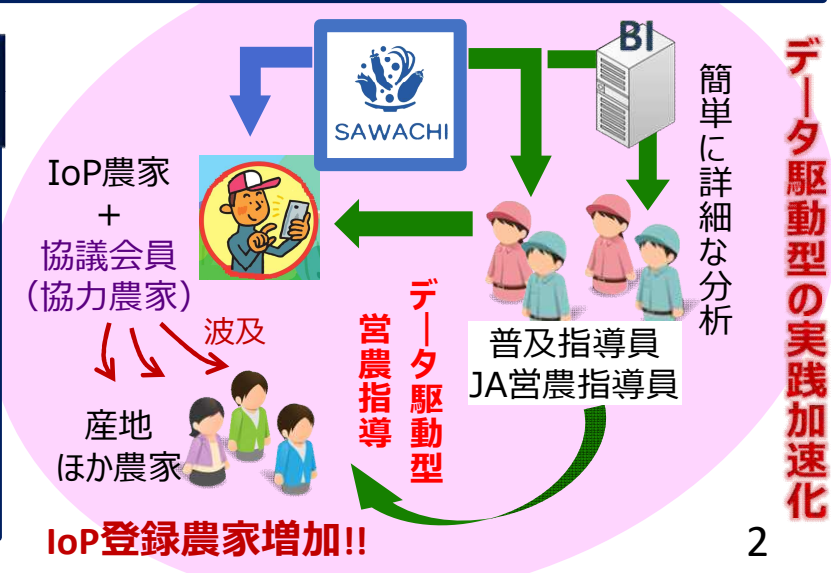 SAWACHI
BI
簡単に詳細な分析
データ駆動型の実践加速化
IoP農家
+
協議会員
(協力農家)
波及
産地
ほか農家
データ駆動型
営農指導
普及指導員
JA営農指導員
IoP登録農家増加!!
2